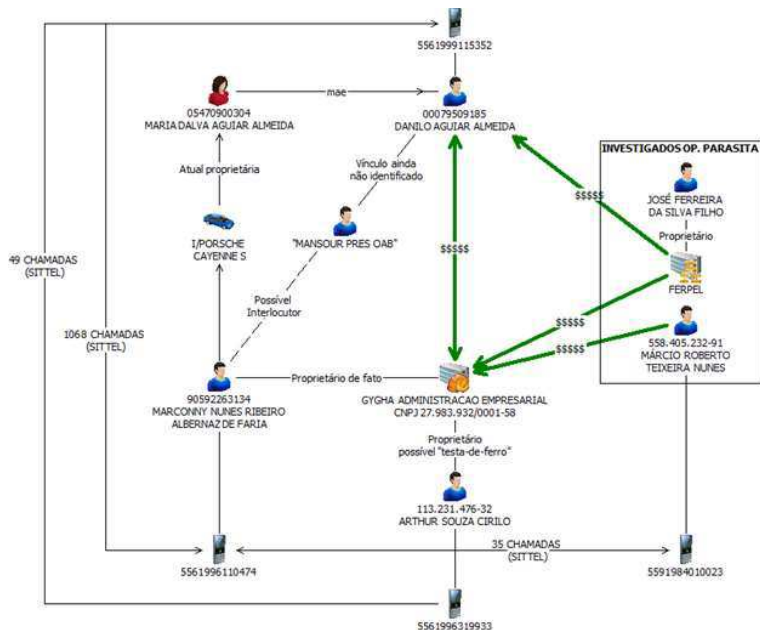 5561999115352
mae
05470900304
MARIA DALVA AGUIAR ALMEIDA
00079509185
DANILO AGUIAR ALMEIDA
INVESTIGADOS OP. PARASITA
Vínculo ainda
não identificado
Atual proprietária
$$$$$
JOSÉ FERREIRA
DA SILVA FILHO
Proprietário
I/PORSCHE
CAYENNE S
"MANSOUR PRES OAB"
$$$$$
49 CHAMADAS
(SITTEL)
FERPEL
Possível
Interlocutor
1068 CHAMADAS
(SITTEL)
$$$$$
$$$$$
558.405.232-91
MÁRCIO ROBERTO
TEIXEIRA NUNES
Proprietário de fato
90592263134
MARCONNY NUNES RIBEIRO
ALBERNAZ DE FARIA
GYGHA ADMINISTRACAO EMPRESARIAL
CNPJ 27.983.932/0001-58
Proprietário
possível "testa-de-ferro"
113.231.476-32
ARTHUR SOUZA CIRILO
35 CHAMADAS
(SITTEL)
5561996110474
5591984010023
5561996319933